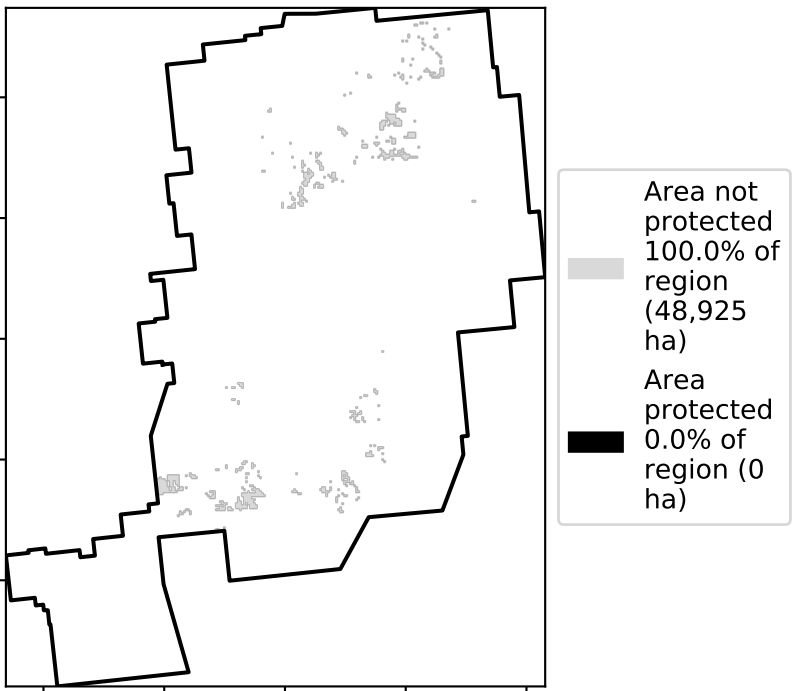 Area not
protected
100.0% of
region
(48,925
ha)
Area
protected
0.0% of
region (0
ha)